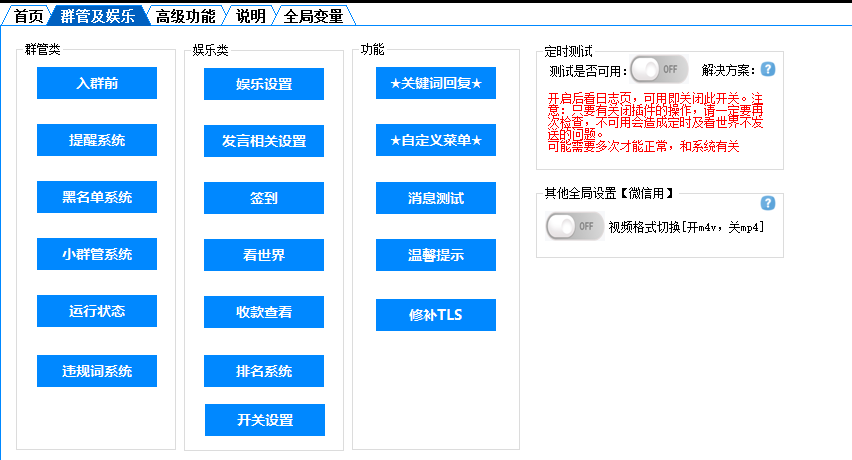 首页 群管及娱乐 高级功能 说明 全局变量
群管类
入群前
提醒系统
黑名单系统
小群管系统
运行状态
违规词系统
娱乐类
娱乐设置
发言相关设置
签到
看世界
收款查看
排名系统
开关设置
功能
★关键词回复★
★自定义菜单★
消息测试
温馨提示
修补TLS
定时测试
测试是否可用: OFF 解决方案: ?
开启后看日志页，可用即关闭此开关。注
意：只要有关闭插件的操作，请一定要再
次检查，不可用会造成定时及看世界不发
送的问题。
可能需要多次才能正常，和系统有关
其他全局设置【微信用】
?
OFF 视频格式切换[开m4v，关mp4]